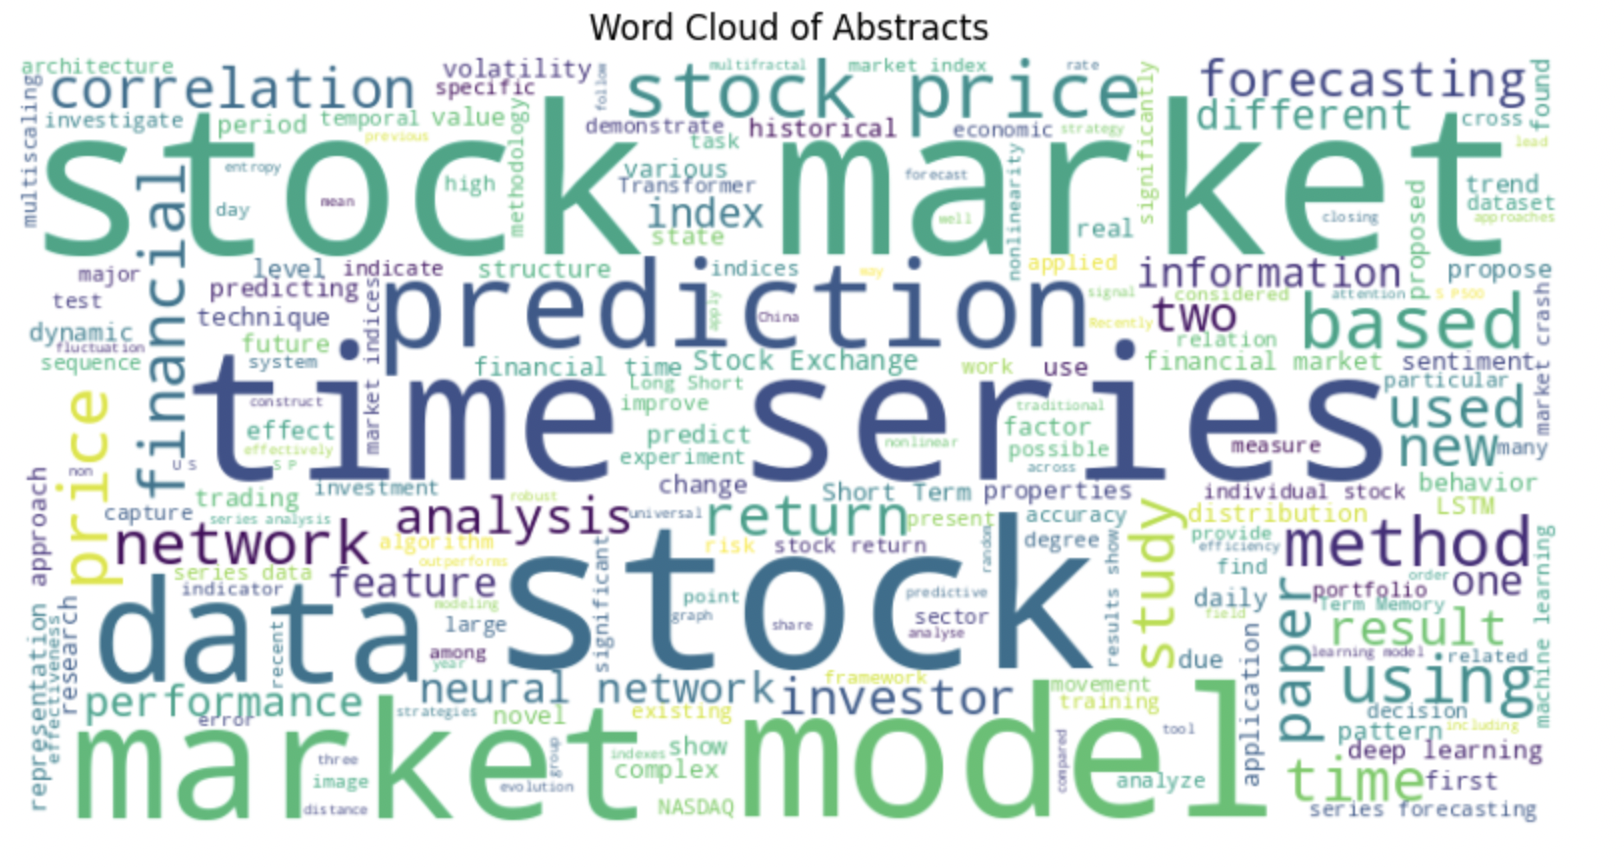 Word Cloud of Abstracts
architecture
correlation
volatility
specific
follow
multifractal
market index
rate
stock price
forecasting
found
multiscaling
investigate
period
temporal
value
previous
methodology
demonstrate
historical
task
economic
strategy
significantly
different
cross
lead
stock market
entropy
day
mean
high
various
Transformer
index
state
forecast
well
nonlinearity
real
closing
proposed
trend
dataset
approaches
financial
major
test
level
indicate
structure
indices
may
applied
information
propose
predicting
technique
market indices
prediction
apply
China
signal
Recently
considered
two
attention
S P500
based
market crash
dynamic
fluctuation
sequence
future
system
financial time
Stock Exchange
work
use
relation
financial market
sentiment
time series
construct
effect
effectively
S P
Long Short
improve
predict
experiment
nonlinear
traditional
factor
possible
across
measure
particular
used
new
many
price
non
U S
approach
trading
investment
capture
series analysis
robust
change
Short Term
properties
individual stock
behavior
LSTM
distribution
network
analysis
universal
return
present
accuracy
degree
study
provide
efficiency
find
method
algorithm
outperforms
risk
stock return
random
results show
series data
indicator
feature
significant
data
stock
modeling
large
among
year
recent
point
graph
share
predictive
sector
analyse
daily
field
due
portfolio
order
one
Term Memory
result
learning model
related
machine learning
paper
using
representation
effectiveness
research
performance
error
neural network
investor
framework
movement
training
application
decision
pattern
including
deep learning
strategies
novel
existing
market
model
three
image
distance
evolution
group
indexes
show
complex
NASDAQ
compared
tool
analyze
time
first
series forecasting